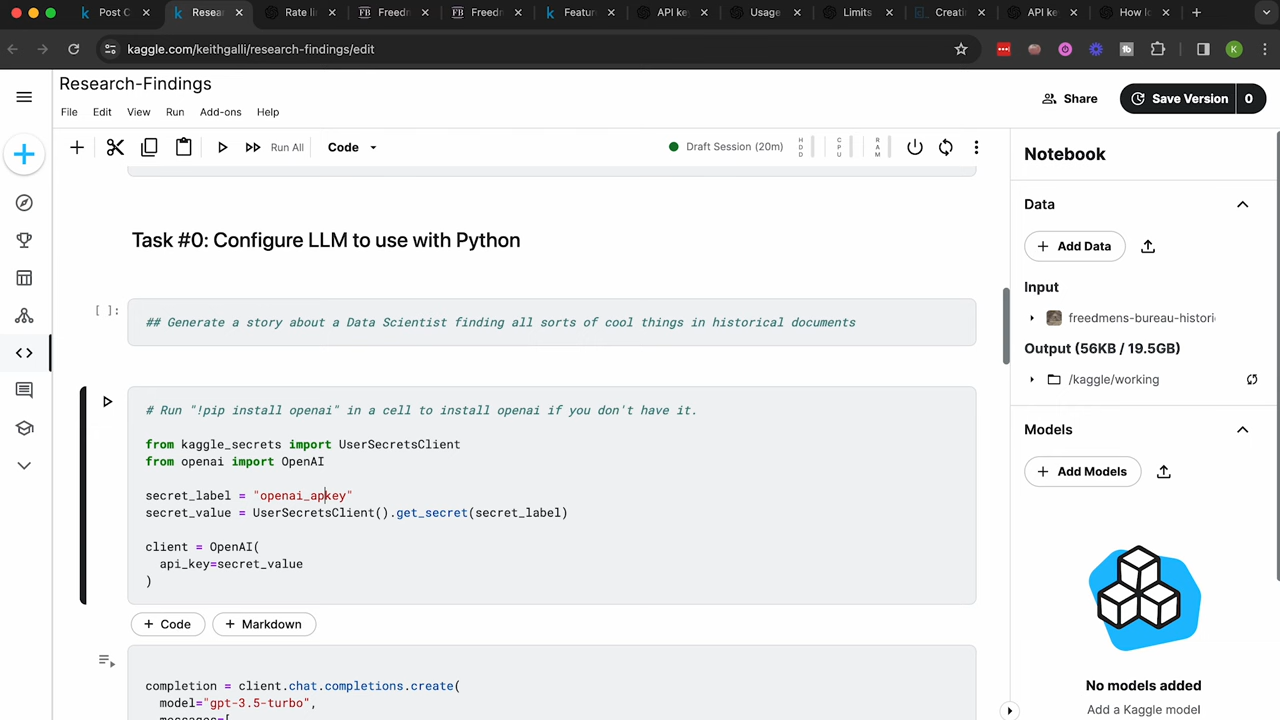 Post C
Resea
Rate li
Freedn
Freedn
Featur
API ke
Usage
Limits
Creati
API ke
How lo
kaggle.com/keithgalli/research-findings/edit
K
Research-Findings
File Edit View Run Add-ons Help
Share
Save Version 0
Run All Code
Draft Session (20m)
HDD
CPU
RAM
Task #0: Configure LLM to use with Python
[ ]:
## Generate a story about a Data Scientist finding all sorts of cool things in historical documents
# Run "!pip install openai" in a cell to install openai if you don't have it.
from kaggle_secrets import UserSecretsClient
from openai import OpenAI
secret_label = "openai_apkey"
secret_value = UserSecretsClient().get_secret(secret_label)
client = OpenAI(
api_key=secret_value
)
+ Code + Markdown
completion = client.chat.completions.create(
model="gpt-3.5-turbo",
messages=[
Notebook
Data
+ Add Data
Input
freedmens-bureau-histori
Output (56KB / 19.5GB)
/kaggle/working
Models
+ Add Models
No models added
Add a Kaggle model